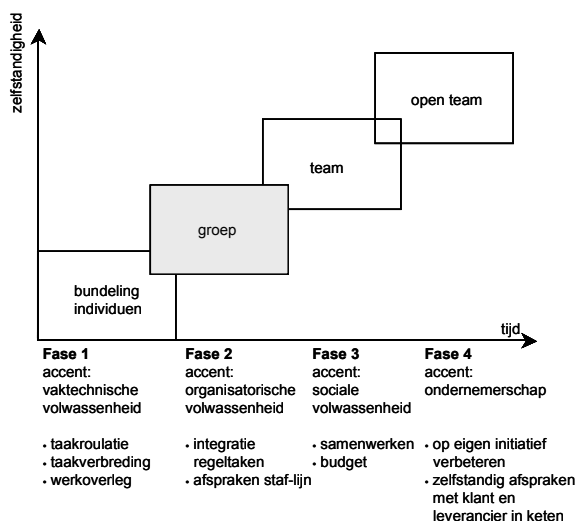 zelfstandigheid
open team
team
groep
bundeling
individuen
tijd
Fase 1
accent:
vaktechnische
volwassenheid
• taakroulatie
• taakverbreding
• werkoverleg
Fase 2
accent:
organisatorische
volwassenheid
• integratie
regeltaken
• afspraken staf-lijn
Fase 3
accent:
sociale
volwassenheid
• samenwerken
• budget
Fase 4
accent:
ondernemerschap
• op eigen initiatief
verbeteren
• zelfstandig afspraken
met klant en
leverancier in keten